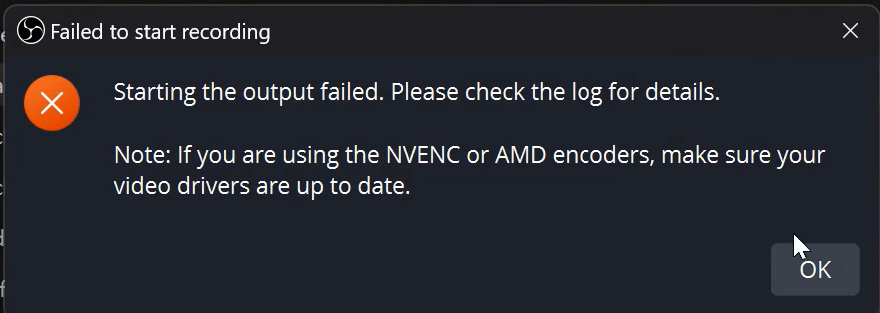 Failed to start recording
Starting the output failed. Please check the log for details.
Note: If you are using the NVENC or AMD encoders, make sure your
video drivers are up to date.
OK